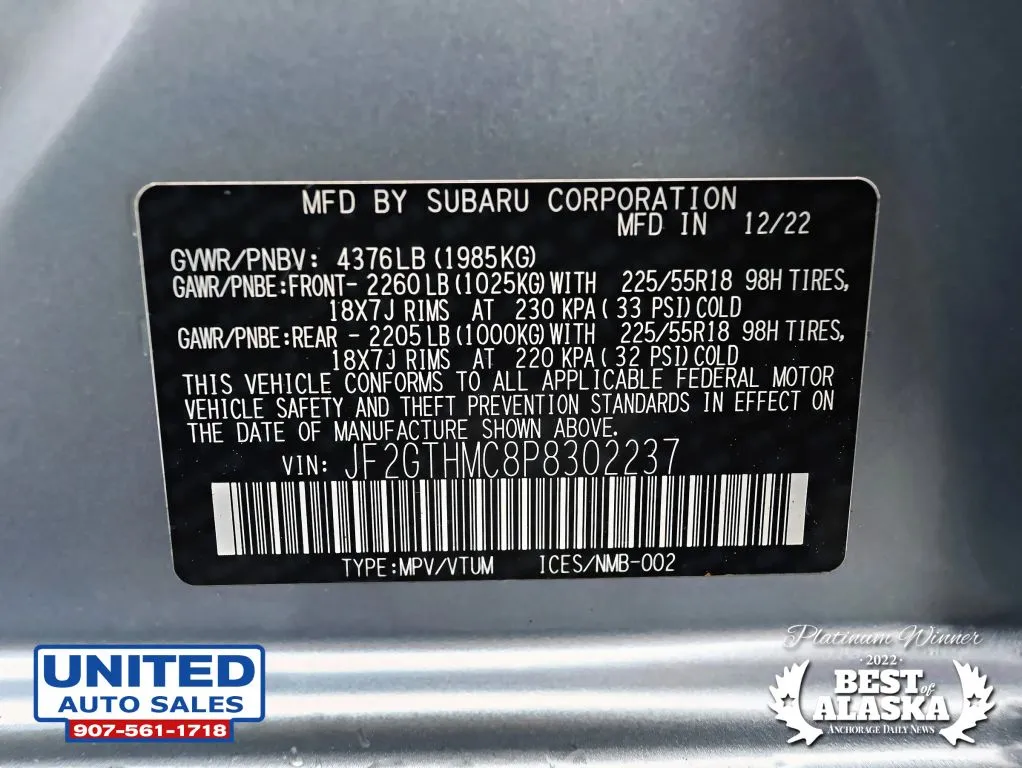 MFD BY SUBARU CORPORATION
MFD IN 12/22
GVWR/PNBV: 4376LB (1985KG)
GAWR/PNBE:FRONT- 2260 LB (1025KG) WITH 225/55R18 98H TIRES,
18X7J RIMS AT 230 KPA ( 33 PSI) COLD
GAWR/PNBE:REAR - 2205 LB (1000KG) WITH 225/55R18 98H TIRES,
18X7J RIMS AT 220 KPA ( 32 PSI) COLD
THIS VEHICLE CONFORMS TO ALL APPLICABLE FEDERAL MOTOR
VEHICLE SAFETY AND THEFT PREVENTION STANDARDS IN EFFECT ON
THE DATE OF MANUFACTURE SHOWN ABOVE.
VIN: JF2GTHMC8P8302237
TYPE:MPV/VTUM ICES/NMB-002
UNITED
AUTO SALES
907-561-1718
Platinum Winner
·2022·
BEST of
ALASKA
ANCHORAGE DAILY NEWS